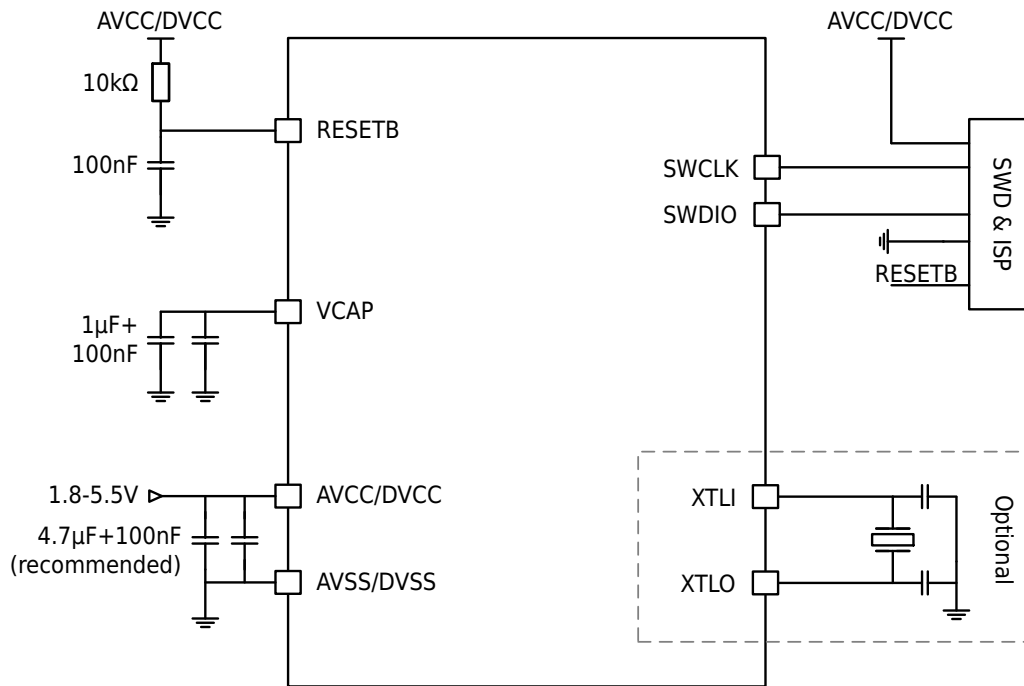 AVCC/DVCC
10kΩ
100nF
RESETB
VCAP
1μF+
100nF
1.8-5.5V
AVCC/DVCC
4.7μF+100nF
(recommended)
AVSS/DVSS
AVCC/DVCC
SWCLK
SWDIO
RESETB
SWD & ISP
XTLI
XTLO
Optional